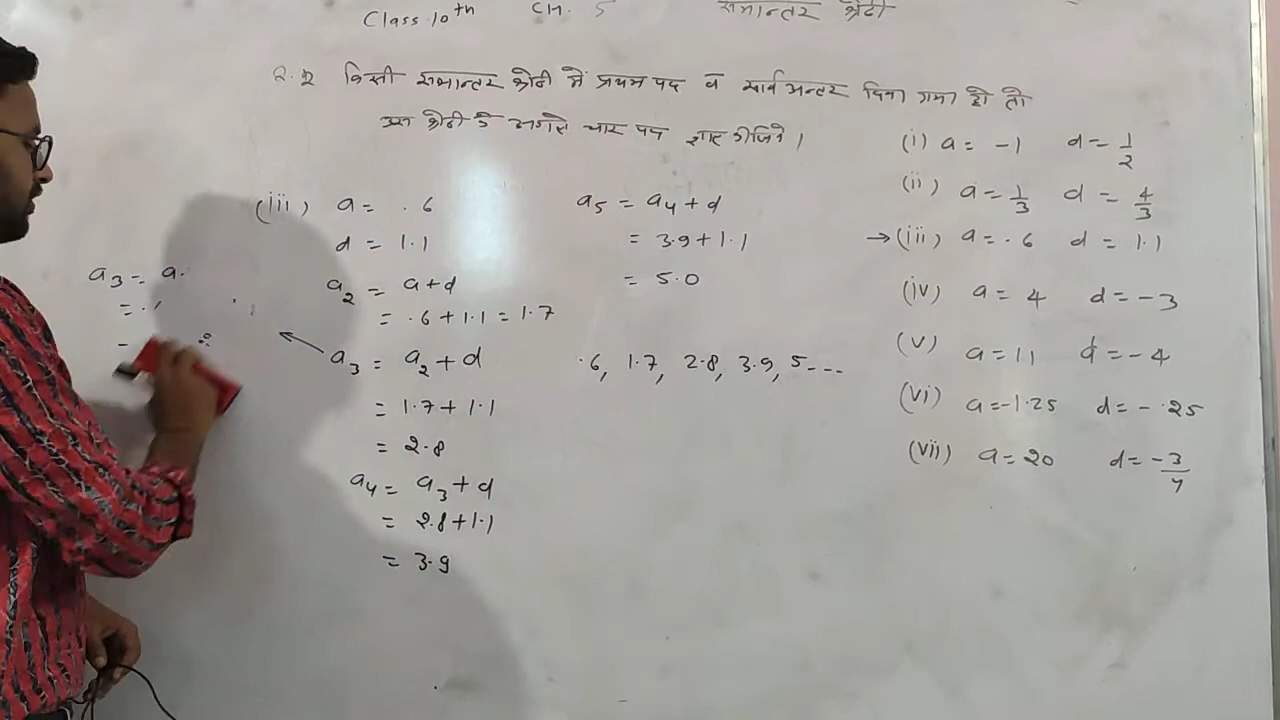 Class 10th CH. 5 समान्तर श्रेढी
Q.2 किसी समान्तर श्रेढी में प्रथम पद व सार्वअन्तर दिया गया हो तो
उस श्रेढी के अगले चार पद ज्ञात कीजिये।
(i) a = -1 d = 1/2
(ii) a = 1/3 d = 4/3
→ (iii) a = .6 d = 1.1
(iv) a = 4 d = -3
(v) a = 11 d = -4
(vi) a = -1.25 d = - .25
(vii) a = 20 d = -3/4
(iii) a = .6
d = 1.1
a2 = a+d
= .6 + 1.1 = 1.7
a3 = a2 + d
= 1.7 + 1.1
= 2.8
a4 = a3 + d
= 2.8 + 1.1
= 3.9
a5 = a4 + d
= 3.9 + 1.1
= 5.0
.6, 1.7, 2.8, 3.9, 5---
a3 = a.